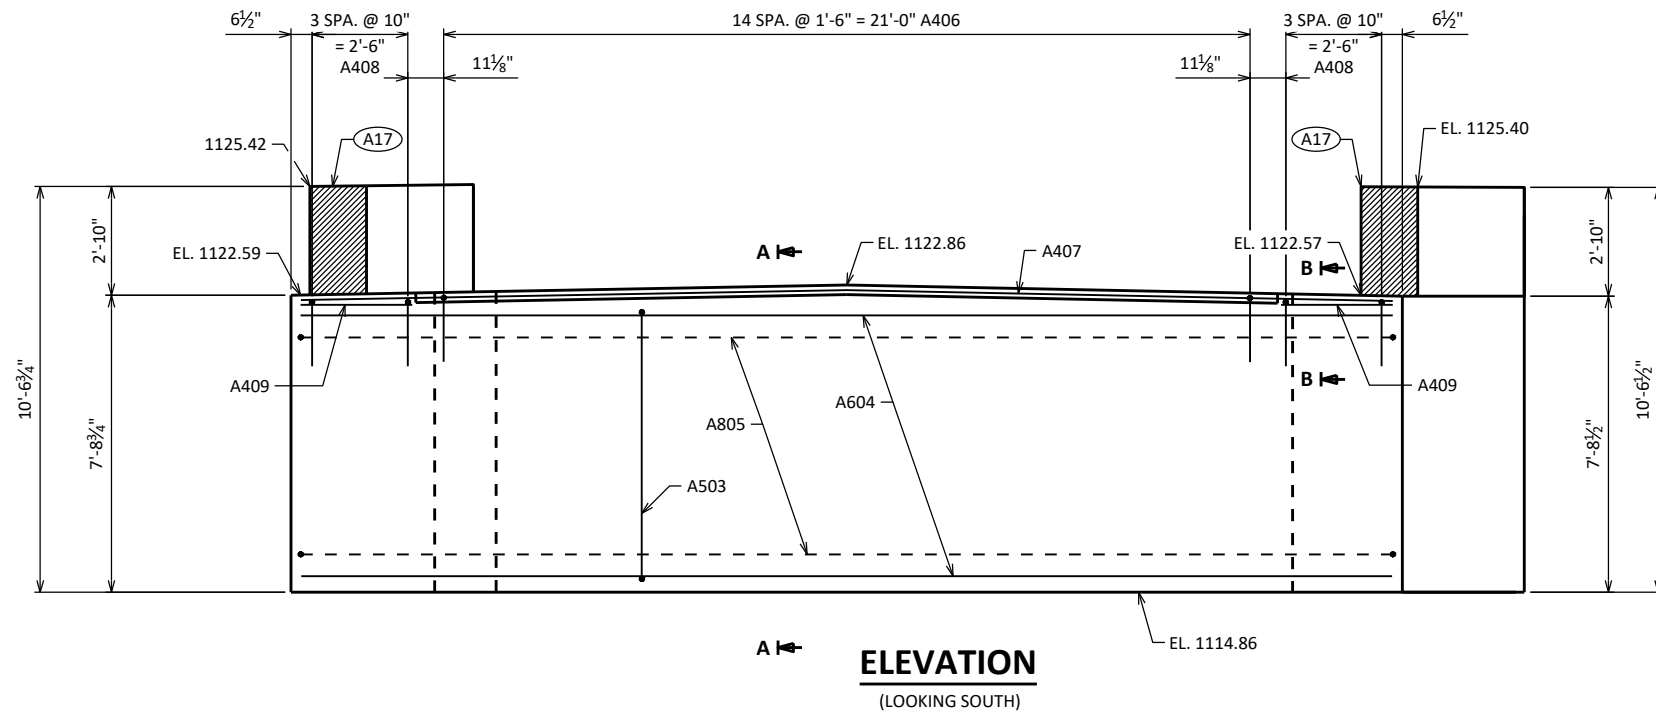 6½" 3 SPA. @ 10" 14 SPA. @ 1'-6" = 21'-0" A406 3 SPA. @ 10" 6½"
= 2'-6" = 2'-6"
A408 11⅛" 11⅛" A408
1125.42 A17 A17 EL. 1125.40
2'-10" 2'-10"
EL. 1122.59 A EL. 1122.86 A407 EL. 1122.57
B
10'-6¾" 10'-6½"
A409 A604 B A409
7'-8¾" A805 7'-8½"
A503
A EL. 1114.86
ELEVATION
(LOOKING SOUTH)